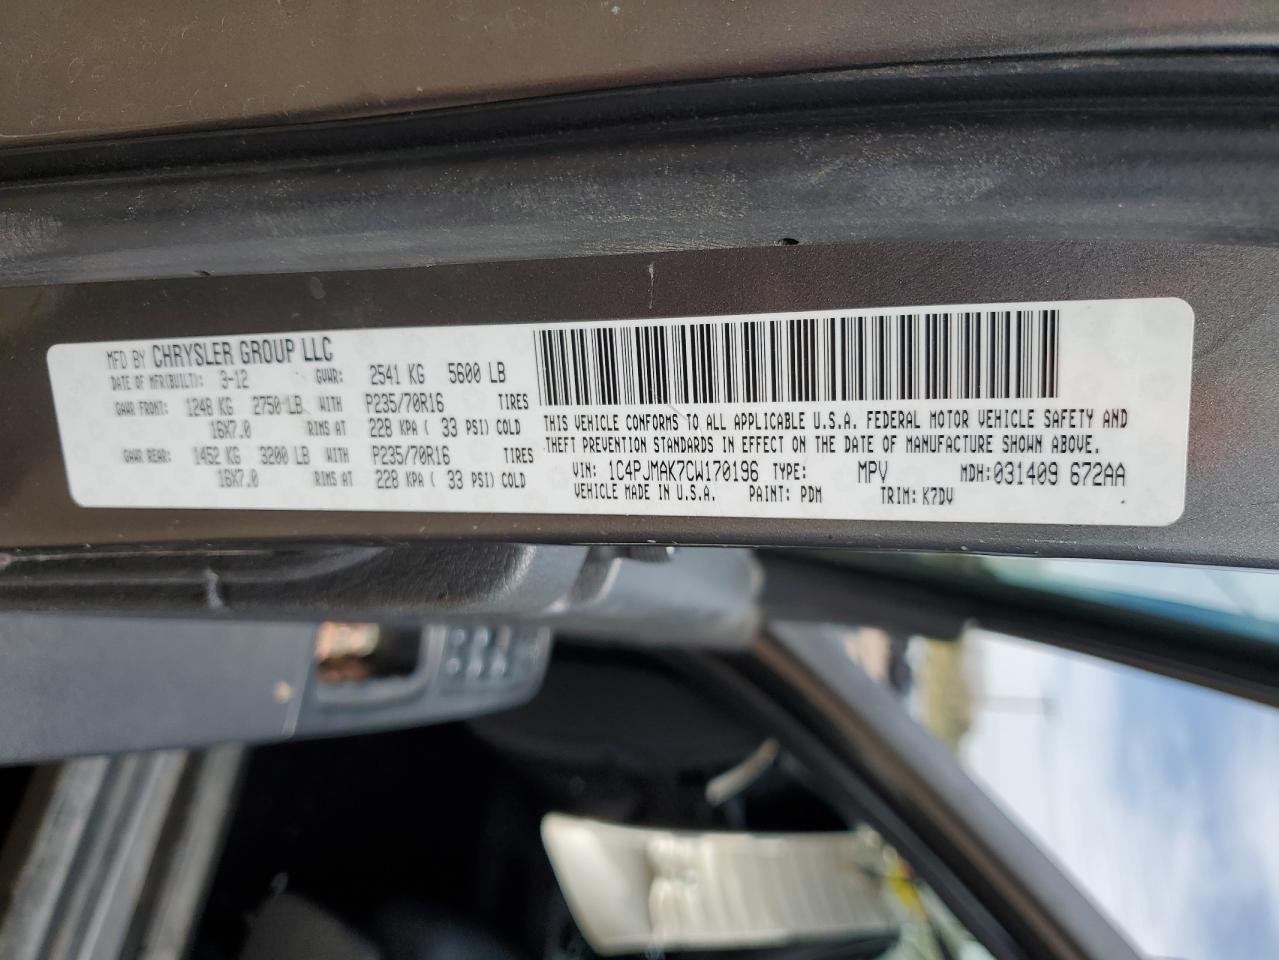 MFD BY CHRYSLER GROUP LLC
DATE OF MFR(BUILT): 3-12 GVWR: 2541 KG 5600 LB
GAWR FRONT: 1248 KG 2750 LB WITH P235/70R16 TIRES
16X7.0 RIMS AT 228 KPA ( 33 PSI) COLD
GAWR REAR: 1452 KG 3200 LB WITH P235/70R16 TIRES
16X7.0 RIMS AT 228 KPA ( 33 PSI) COLD
THIS VEHICLE CONFORMS TO ALL APPLICABLE U.S.A. FEDERAL MOTOR VEHICLE SAFETY AND
THEFT PREVENTION STANDARDS IN EFFECT ON THE DATE OF MANUFACTURE SHOWN ABOVE.
VIN: 1C4PJMAK7CW170196 TYPE: MPV MDH: 031409 672AA
VEHICLE MADE IN U.S.A. PAINT: PDM TRIM: K7DV